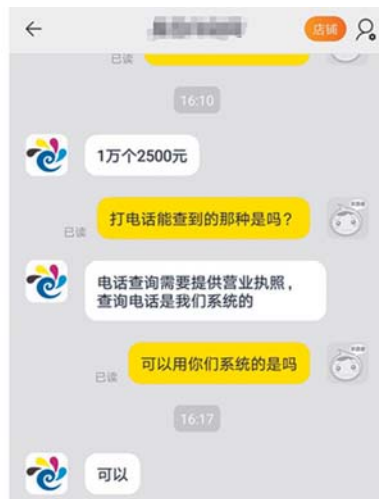 店铺
已读
16:10
1万个2500元
打电话能查到的那种是吗?
已读
电话查询需要提供营业执照，
查询电话是我们系统的
可以用你们系统的是吗
已读
16:17
可以